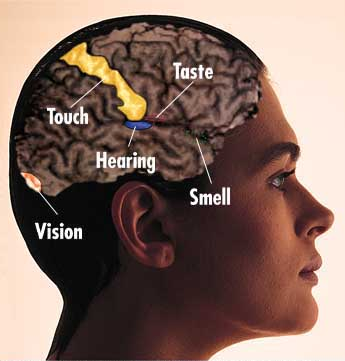 Taste
Touch
Hearing
Smell
Vision